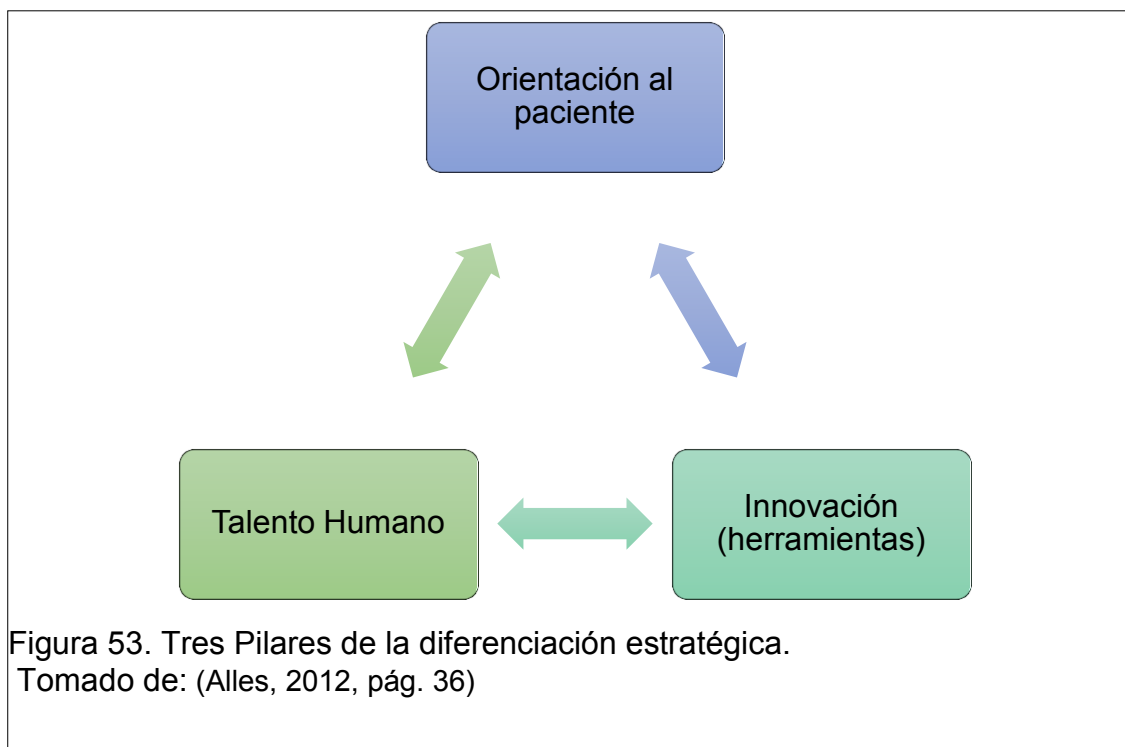 Orientación al
paciente
Talento Humano
Innovación
(herramientas)
Figura 53. Tres Pilares de la diferenciación estratégica.
Tomado de: (Alles, 2012, pág. 36)